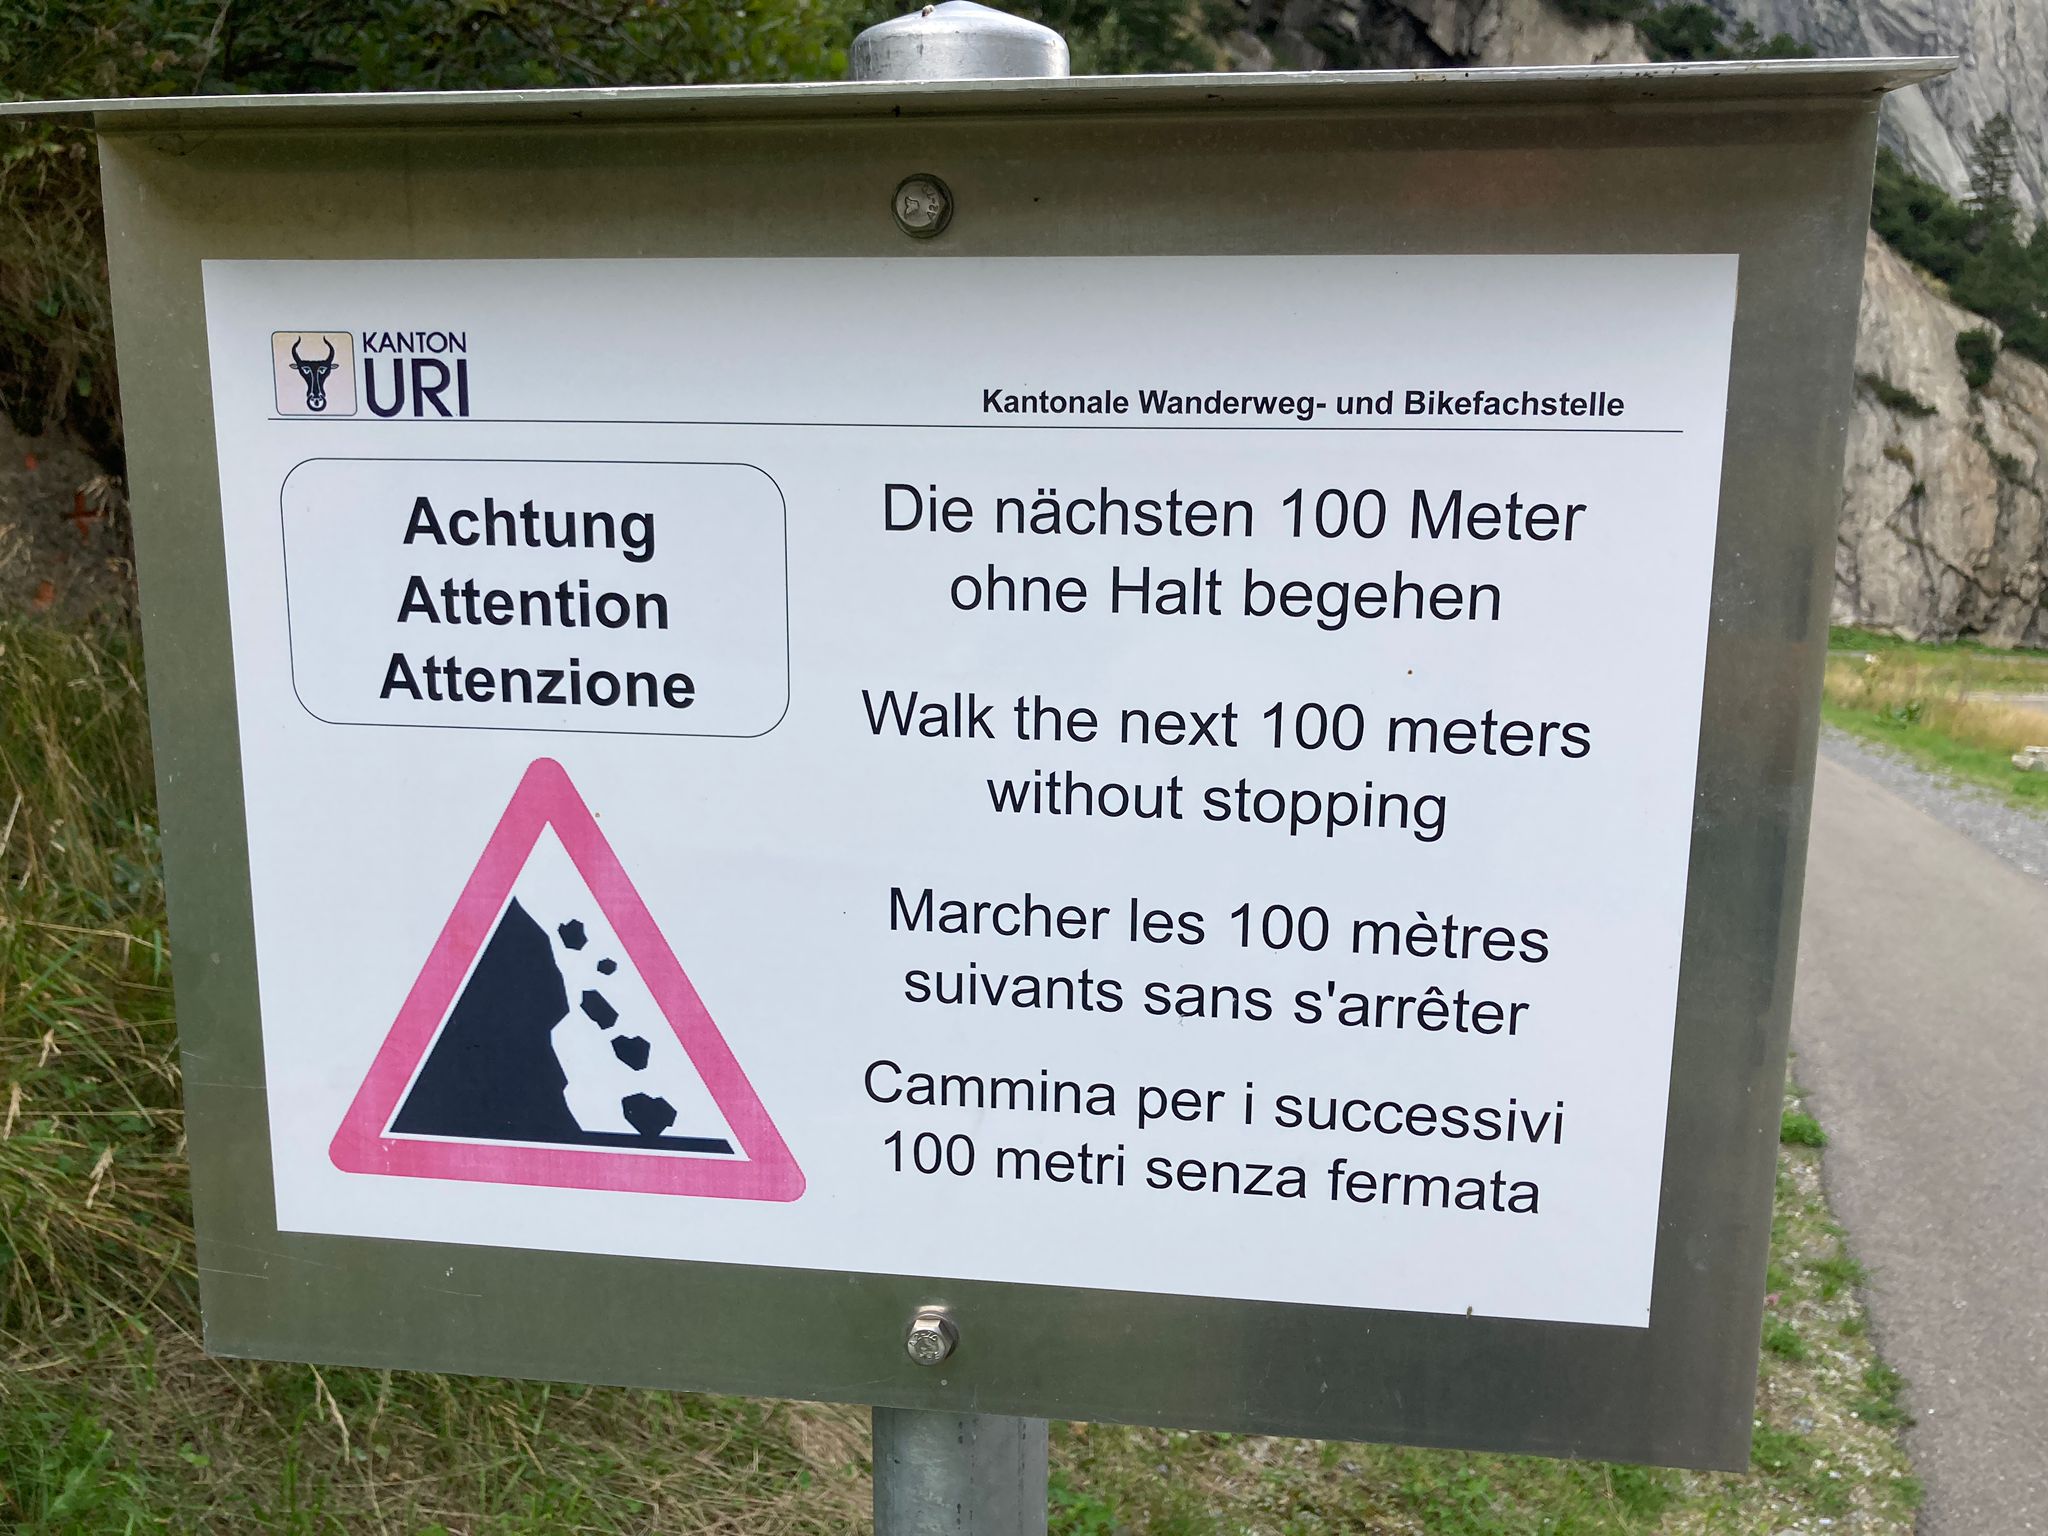 KANTON
URI
Kantonale Wanderweg- und Bikefachstelle
Achtung
Attention
Attenzione
Die nächsten 100 Meter
ohne Halt begehen
Walk the next 100 meters
without stopping
Marcher les 100 mètres
suivants sans s'arrêter
Cammina per i successivi
100 metri senza fermata